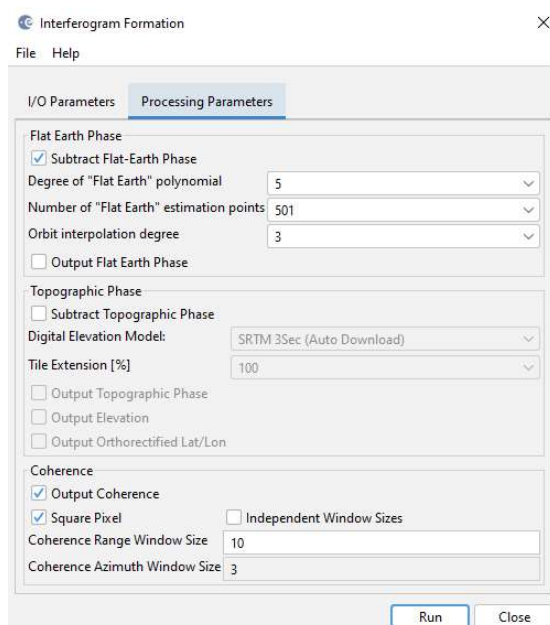 Interferogram Formation
File Help
I/O Parameters Processing Parameters
Flat Earth Phase
Subtract Flat-Earth Phase
Degree of "Flat Earth" polynomial 5
Number of "Flat Earth" estimation points 501
Orbit interpolation degree 3
Output Flat Earth Phase
Topographic Phase
Subtract Topographic Phase
Digital Elevation Model: SRTM 3Sec (Auto Download)
Tile Extension [%] 100
Output Topographic Phase
Output Elevation
Output Orthorectified Lat/Lon
Coherence
Output Coherence
Square Pixel Independent Window Sizes
Coherence Range Window Size 10
Coherence Azimuth Window Size 3
Run Close